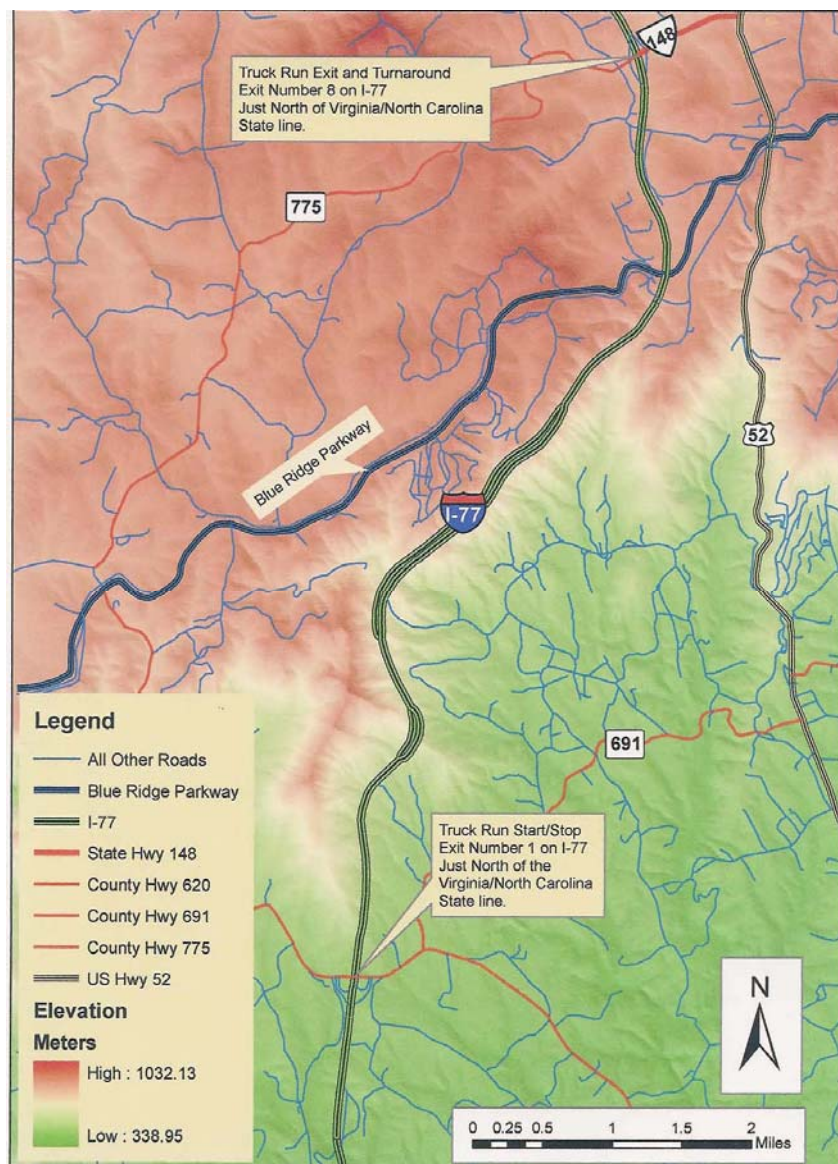 148
Truck Run Exit and Turnaround
Exit Number 8 on I-77
Just North of Virginia/North Carolina
State line.
775
52
Blue Ridge Parkway
I-77
691
Legend
All Other Roads
Blue Ridge Parkway
I-77
State Hwy 148
County Hwy 620
County Hwy 691
County Hwy 775
US Hwy 52
Elevation
Meters
High : 1032.13
Low : 338.95
Truck Run Start/Stop
Exit Number 1 on I-77
Just North of the
Virginia/North Carolina
State line.
N
0 0.25 0.5 1 1.5 2
Miles